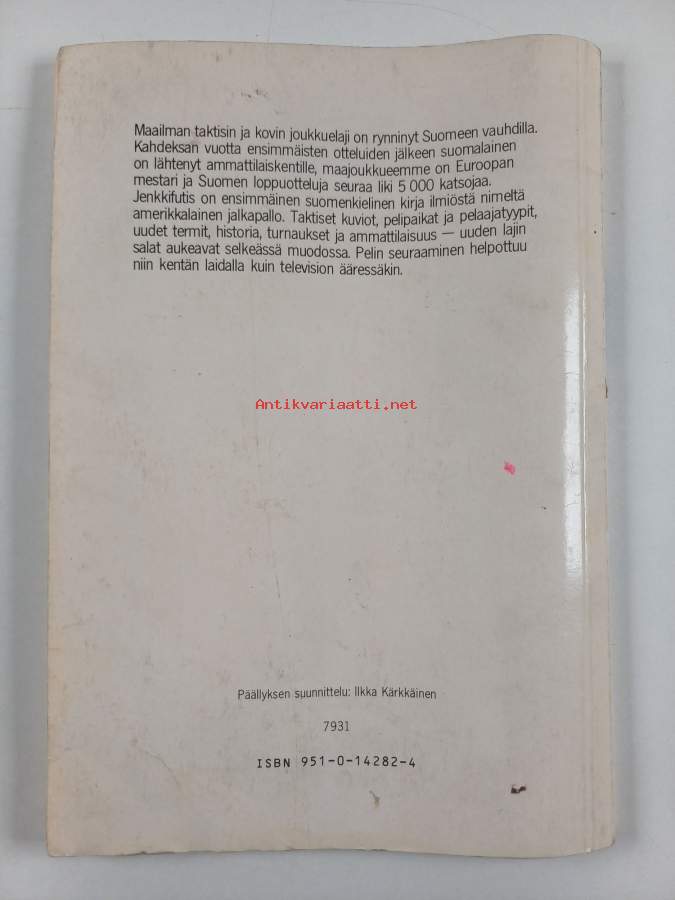 Maailman taktisin ja kovin joukkuelaji on rynninyt Suomeen vauhdilla.
Kahdeksan vuotta ensimmäisten otteluiden jälkeen suomalainen
on lähtenyt ammattilaiskentille, maajoukkueemme on Euroopan
mestari ja Suomen loppuotteluja seuraa liki 5 000 katsojaa.
Jenkkifutis on ensimmäinen suomenkielinen kirja ilmiöstä nimeltä
amerikkalainen jalkapallo. Taktiset kuviot, pelipaikat ja pelaajatyypit,
uudet termit, historia, turnaukset ja ammattilaisuus — uuden lajin
salat aukeavat selkeässä muodossa. Pelin seuraaminen helpottuu
niin kentän laidalla kuin television ääressäkin.
Antikvariaatti.net
Päällyksen suunnittelu: Ilkka Kärkkäinen
7931
ISBN 951-0-14282-4